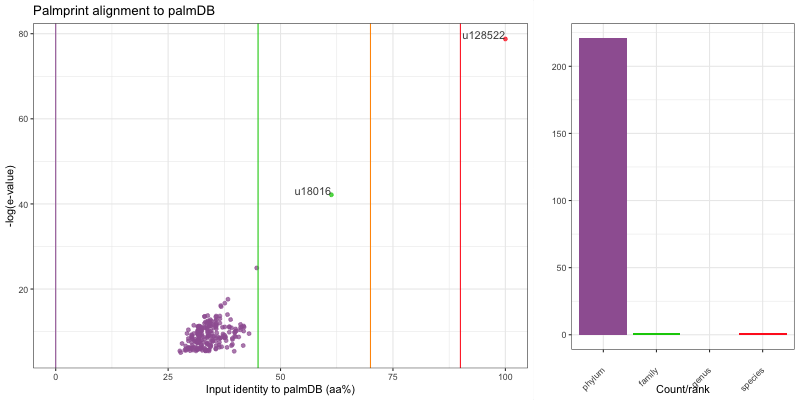 Palmprint alignment to palmDB
80
60
40
20
-log(e-value)
u128522
u18016
0
25
50
75
100
Input identity to palmDB (aa%)
200
150
100
50
0
phylum
family
genus
species
Count/rank